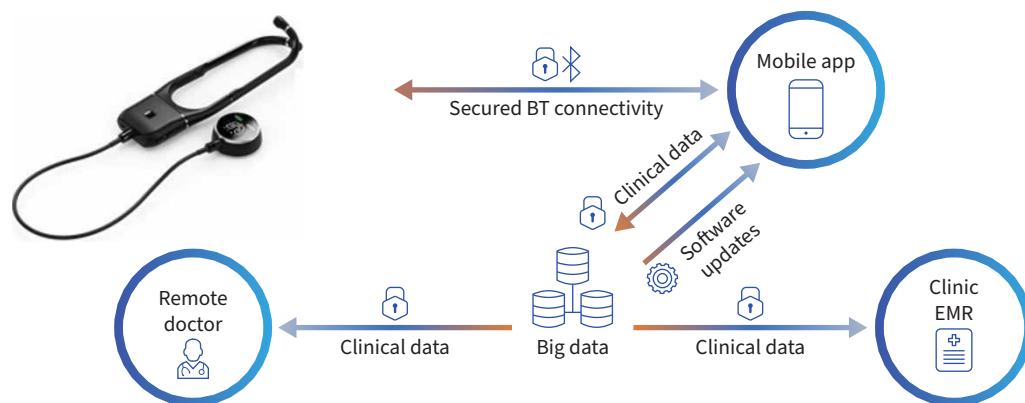 Mobile app
Secured BT connectivity
Clinical data
Software
updates
Remote
doctor
Clinical data
Big data
Clinical data
Clinic
EMR